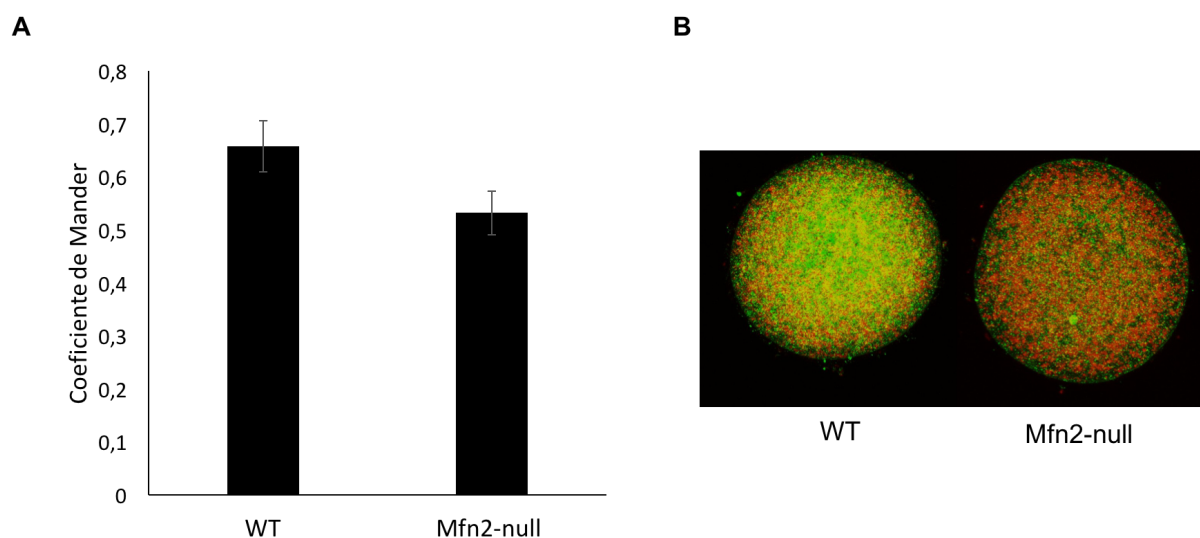 A
B
Coeficiente de Mander
0,8
0,7
0,6
0,5
0,4
0,3
0,2
0,1
0
WT
Mfn2-null
WT
Mfn2-null